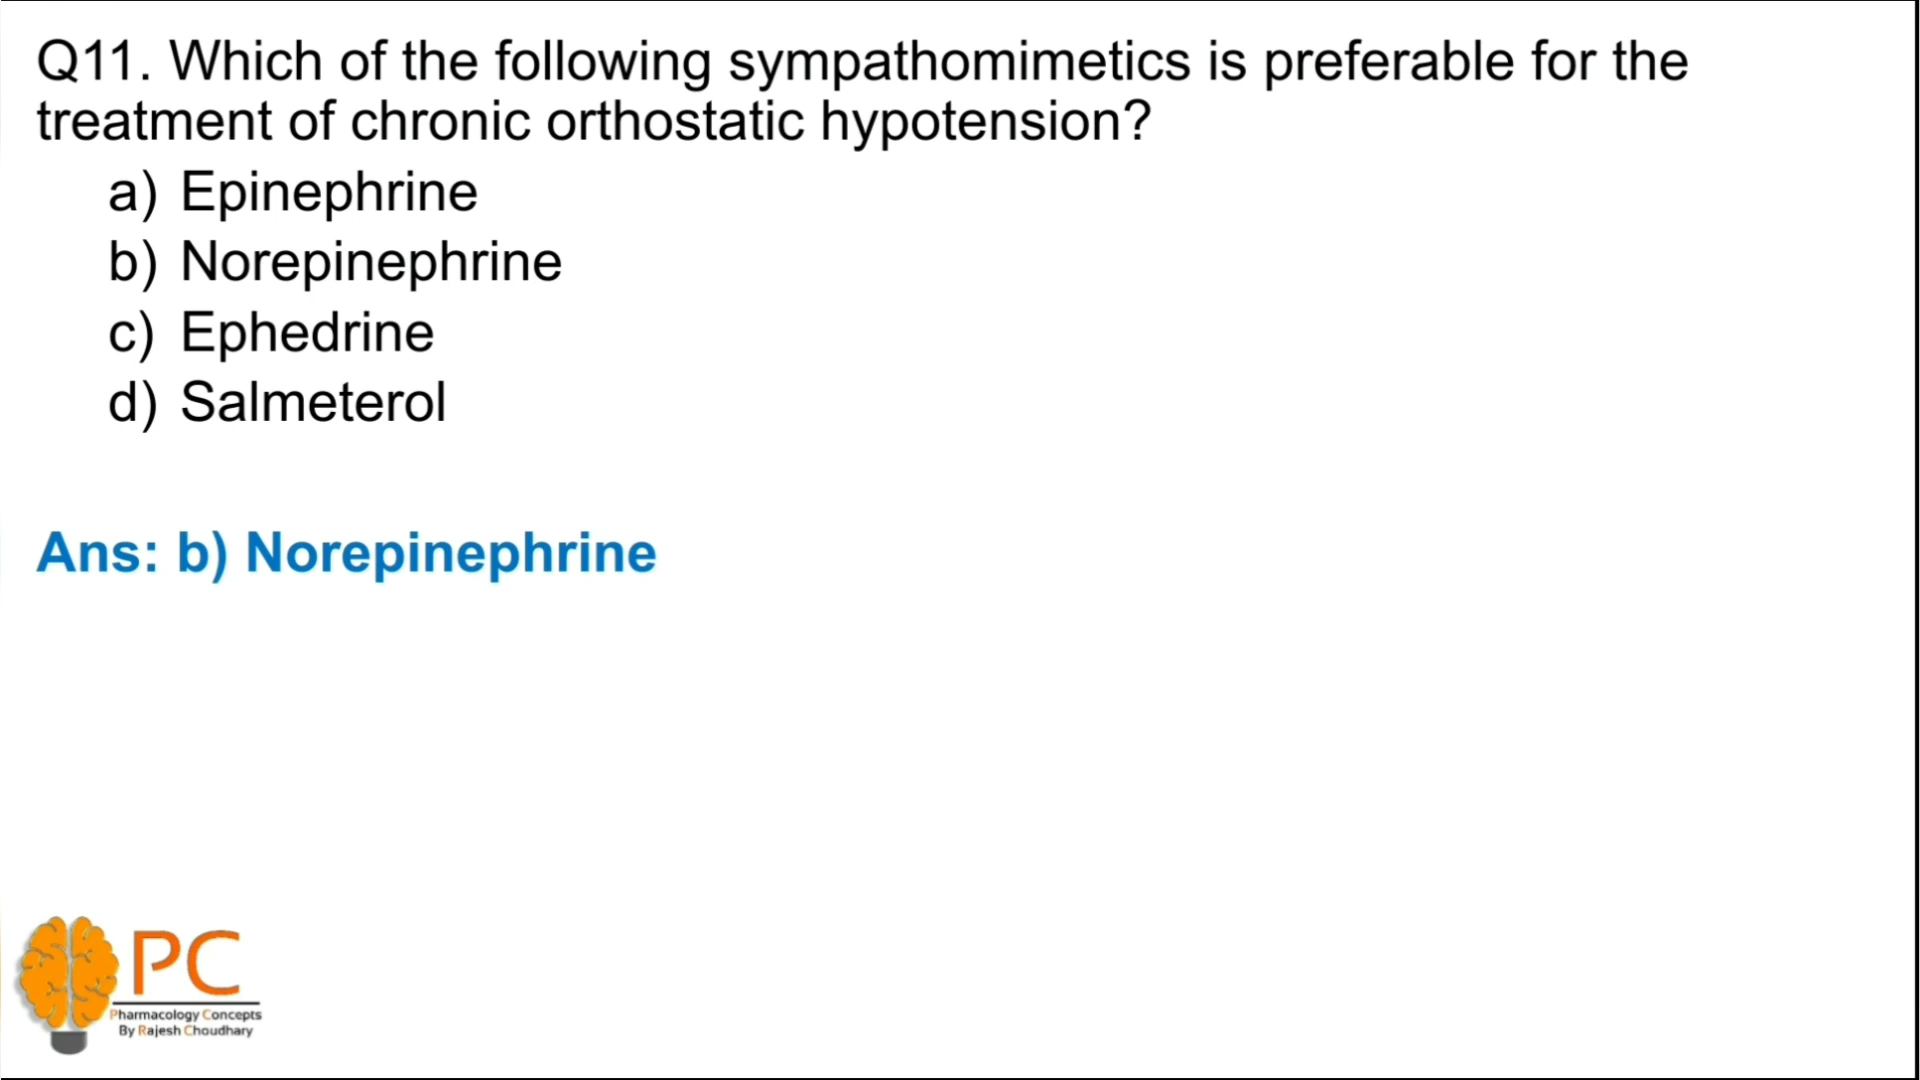 Q11. Which of the following sympathomimetics is preferable for the
treatment of chronic orthostatic hypotension?
a) Epinephrine
b) Norepinephrine
c) Ephedrine
d) Salmeterol
Ans: b) Norepinephrine
PC
Pharmacology Concepts
By Rajesh Choudhary